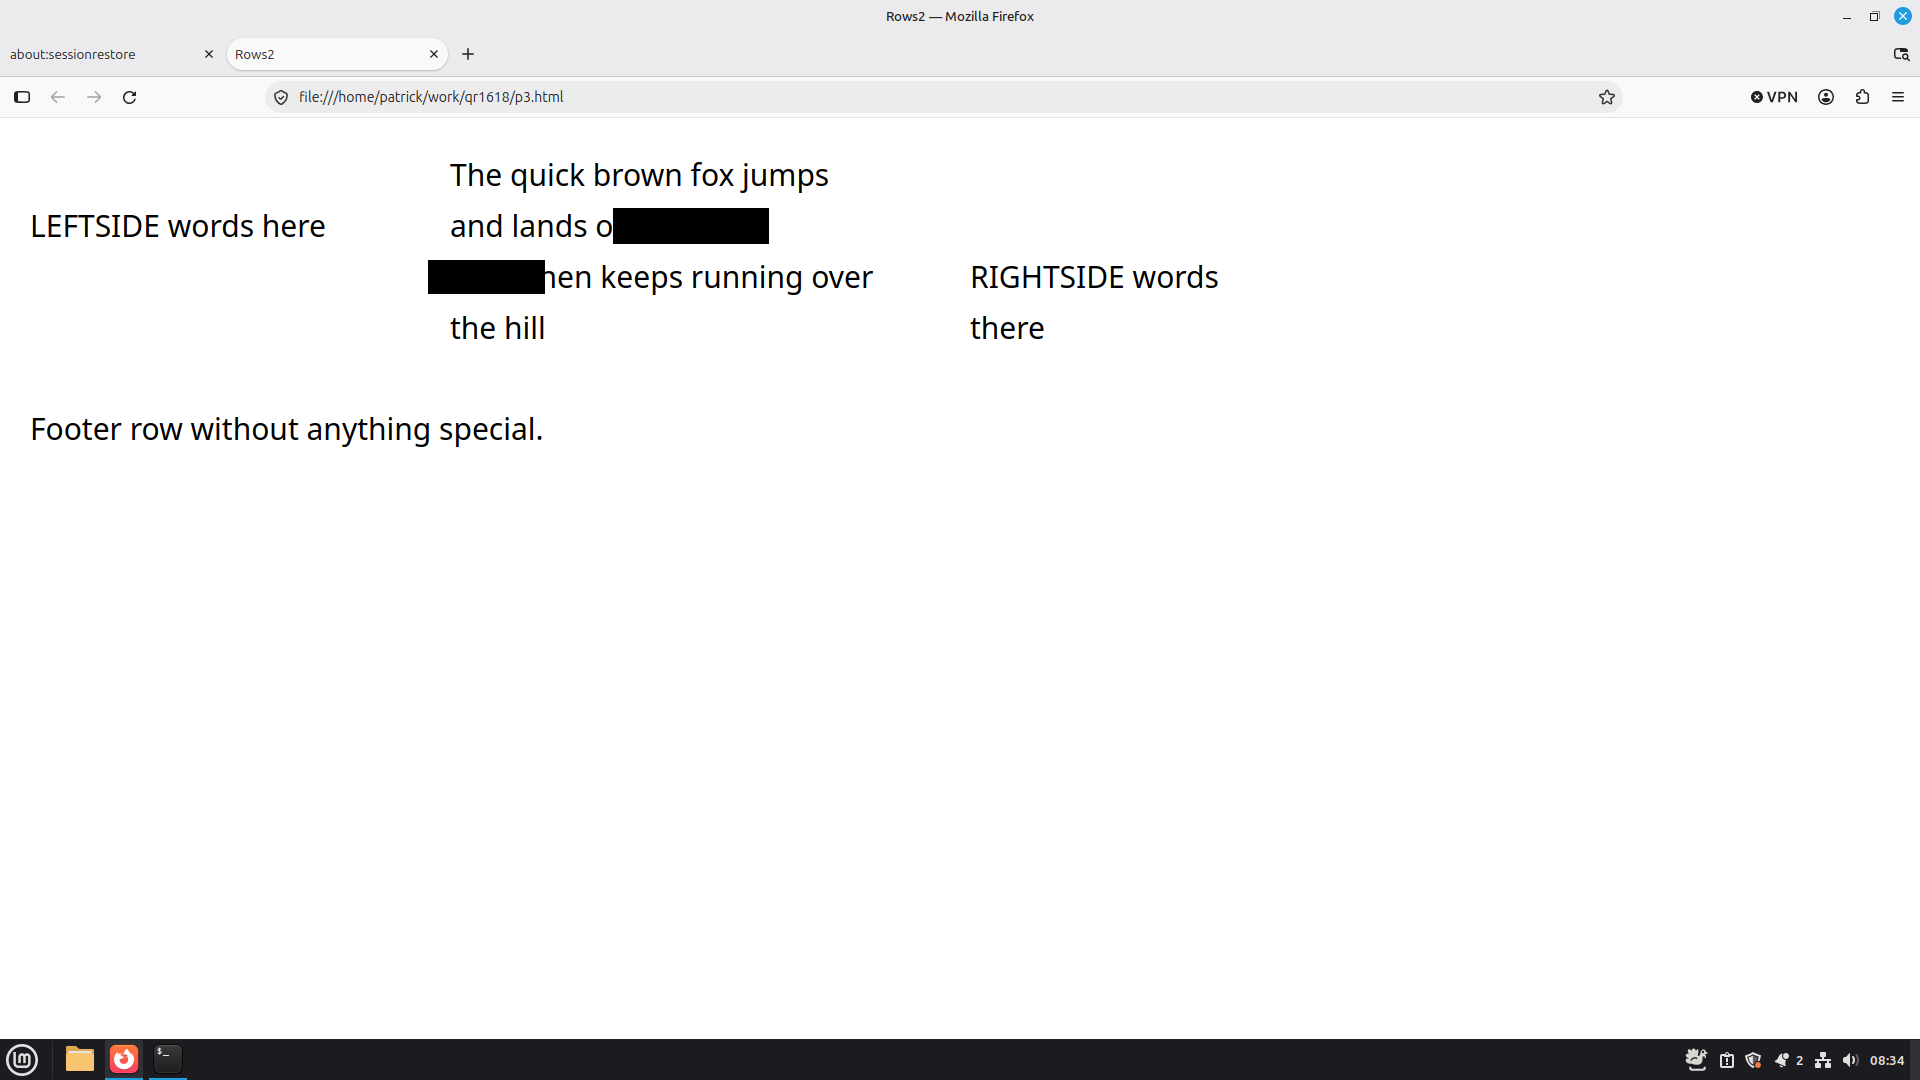 Rows2 — Mozilla Firefox
about:sessionrestore
Rows2
file:///home/patrick/work/qr1618/p3.html
VPN
The quick brown fox jumps
LEFTSIDE words here
and lands
keeps running over
the hill
RIGHTSIDE words
there
Footer row without anything special.
2
08:34